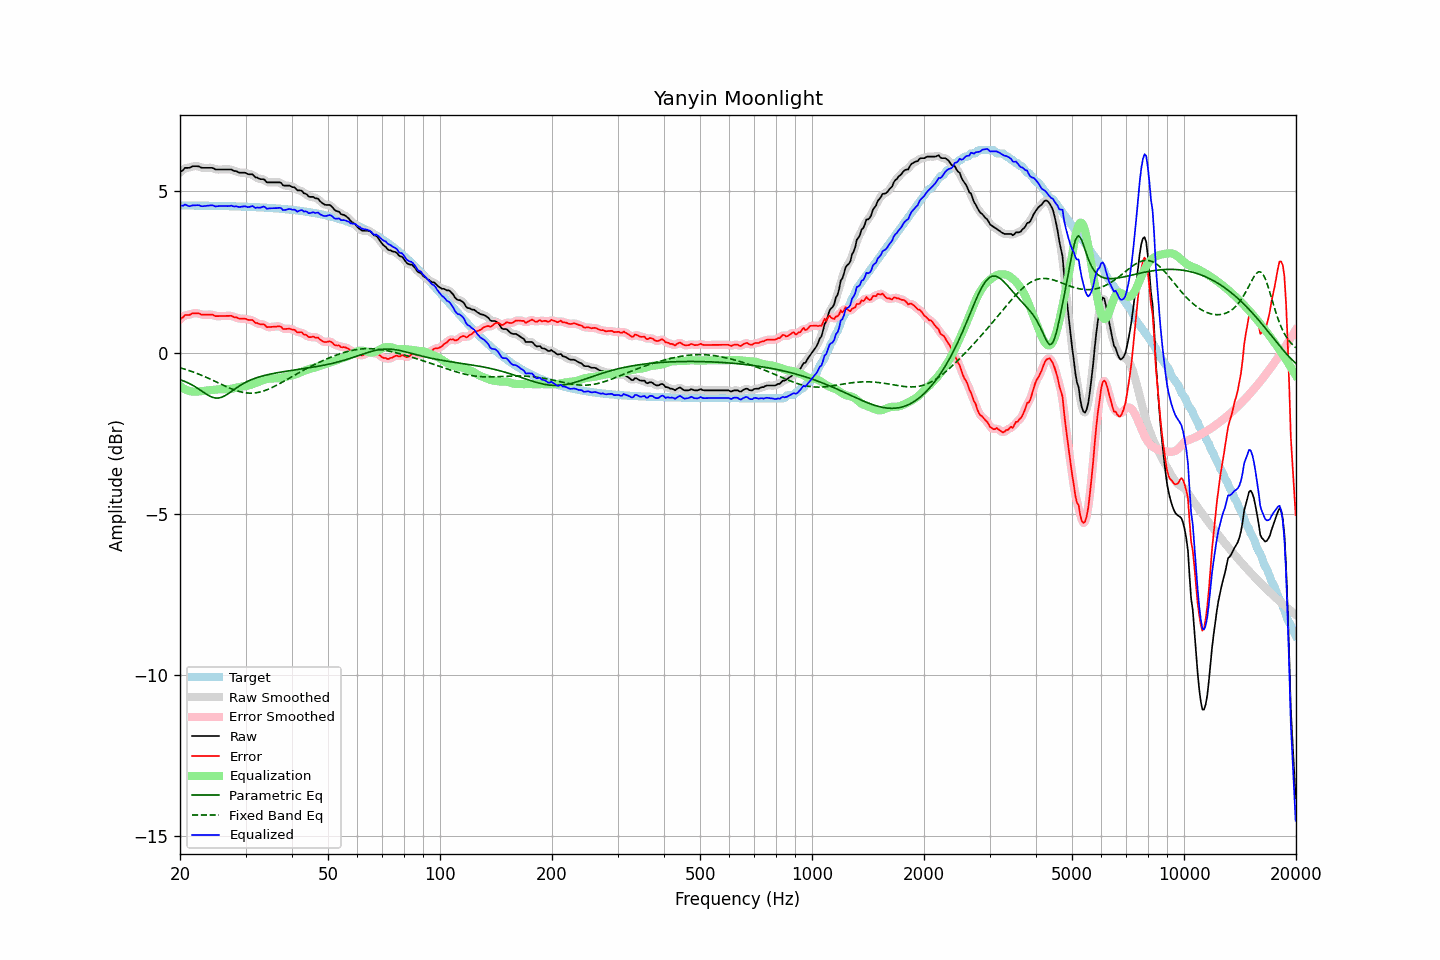 Yanyin Moonlight
Amplitude (dBr)
5
0
−5
−10
−15
Target
Raw Smoothed
Error Smoothed
Raw
Error
Equalization
Parametric Eq
Fixed Band Eq
Equalized
20 50 100 200 500 1000 2000 5000 10000 20000
Frequency (Hz)